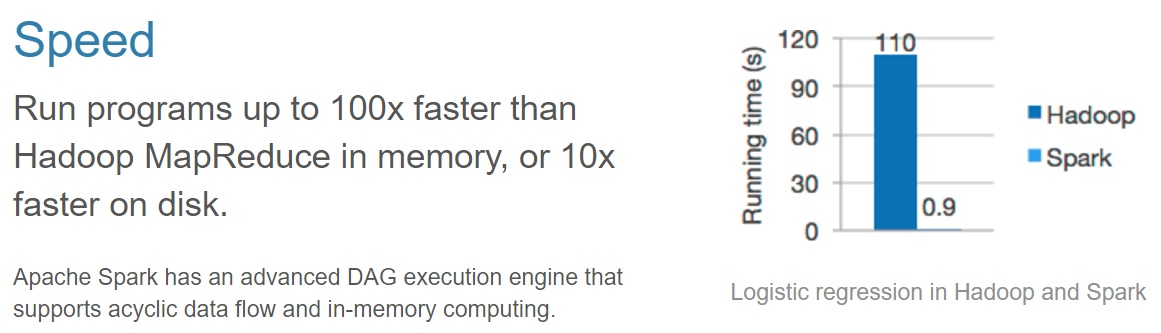 Speed
Run programs up to 100x faster than
Hadoop MapReduce in memory, or 10x
faster on disk.
Apache Spark has an advanced DAG execution engine that
supports acyclic data flow and in-memory computing.
Running time (s)
120
90
60
30
0
110
0.9
Hadoop
Spark
Logistic regression in Hadoop and Spark